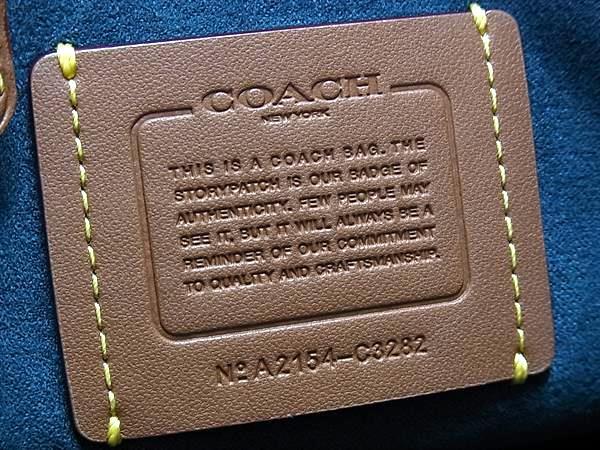 COACH
NEW YORK
THIS IS A COACH BAG. THE
STORYPATCH IS OUR BADGE OF
AUTHENTICITY. FEW PEOPLE MAY
SEE IT, BUT IT WILL ALWAYS BE A
REMINDER OF OUR COMMITMENT
TO QUALITY AND CRAFTSMANSHIP.
Nº A2154-C3282